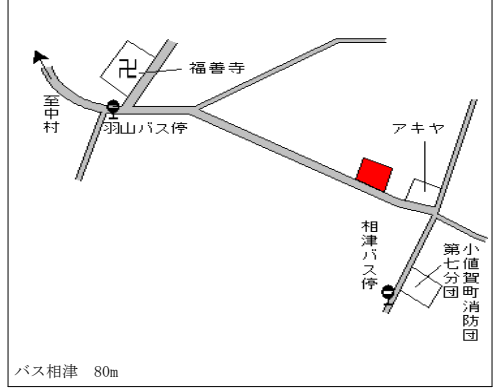 卍
福善寺
至中村
羽山バス停
アキヤ
相津バス停
小値賀町消防団
第七分団
バス相津　80m